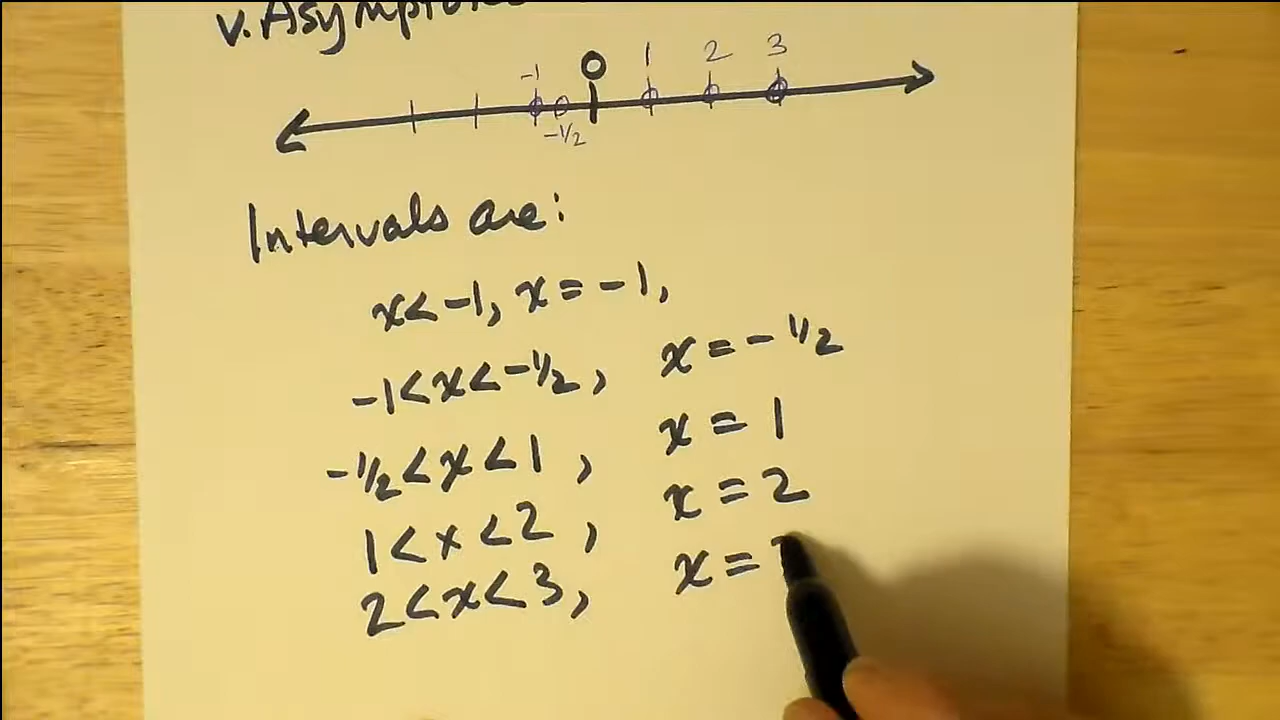 v. Asymptote
0 1 2 3
-1
-1/2
Intervals are:
x < -1, x = -1,
-1 < x < -1/2, x = -1/2
-1/2 < x < 1, x = 1
1 < x < 2, x = 2
2 < x < 3, x =